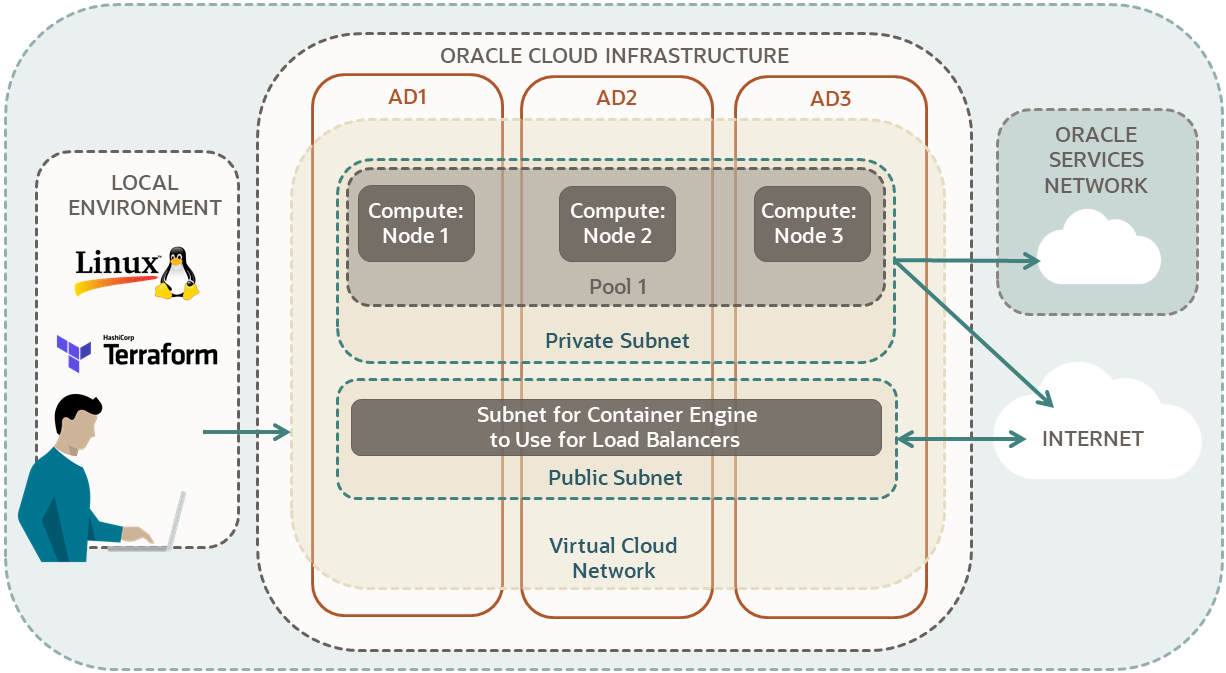 ORACLE CLOUD INFRASTRUCTURE
AD1
AD2
AD3
LOCAL
ENVIRONMENT
Linux™
HashiCorp
Terraform
Compute:
Node 1
Compute:
Node 2
Compute:
Node 3
Pool 1
Private Subnet
Subnet for Container Engine
to Use for Load Balancers
Public Subnet
Virtual Cloud
Network
ORACLE
SERVICES
NETWORK
INTERNET